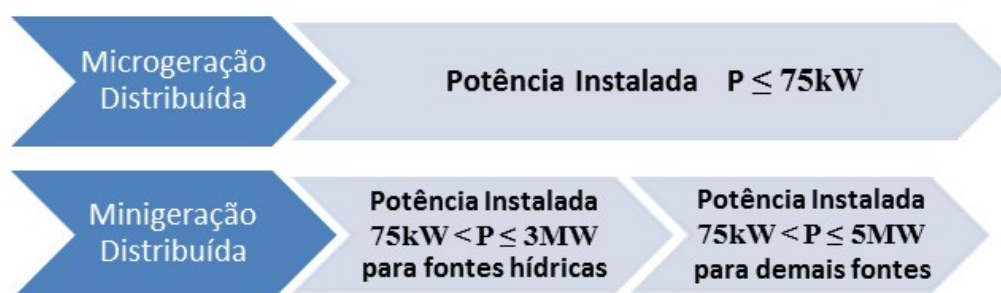 Microgeração
Distribuída
Potência Instalada P ≤ 75kW
Minigeração
Distribuída
Potência Instalada
75kW < P ≤ 3MW
para fontes hídricas
Potência Instalada
75kW < P ≤ 5MW
para demais fontes